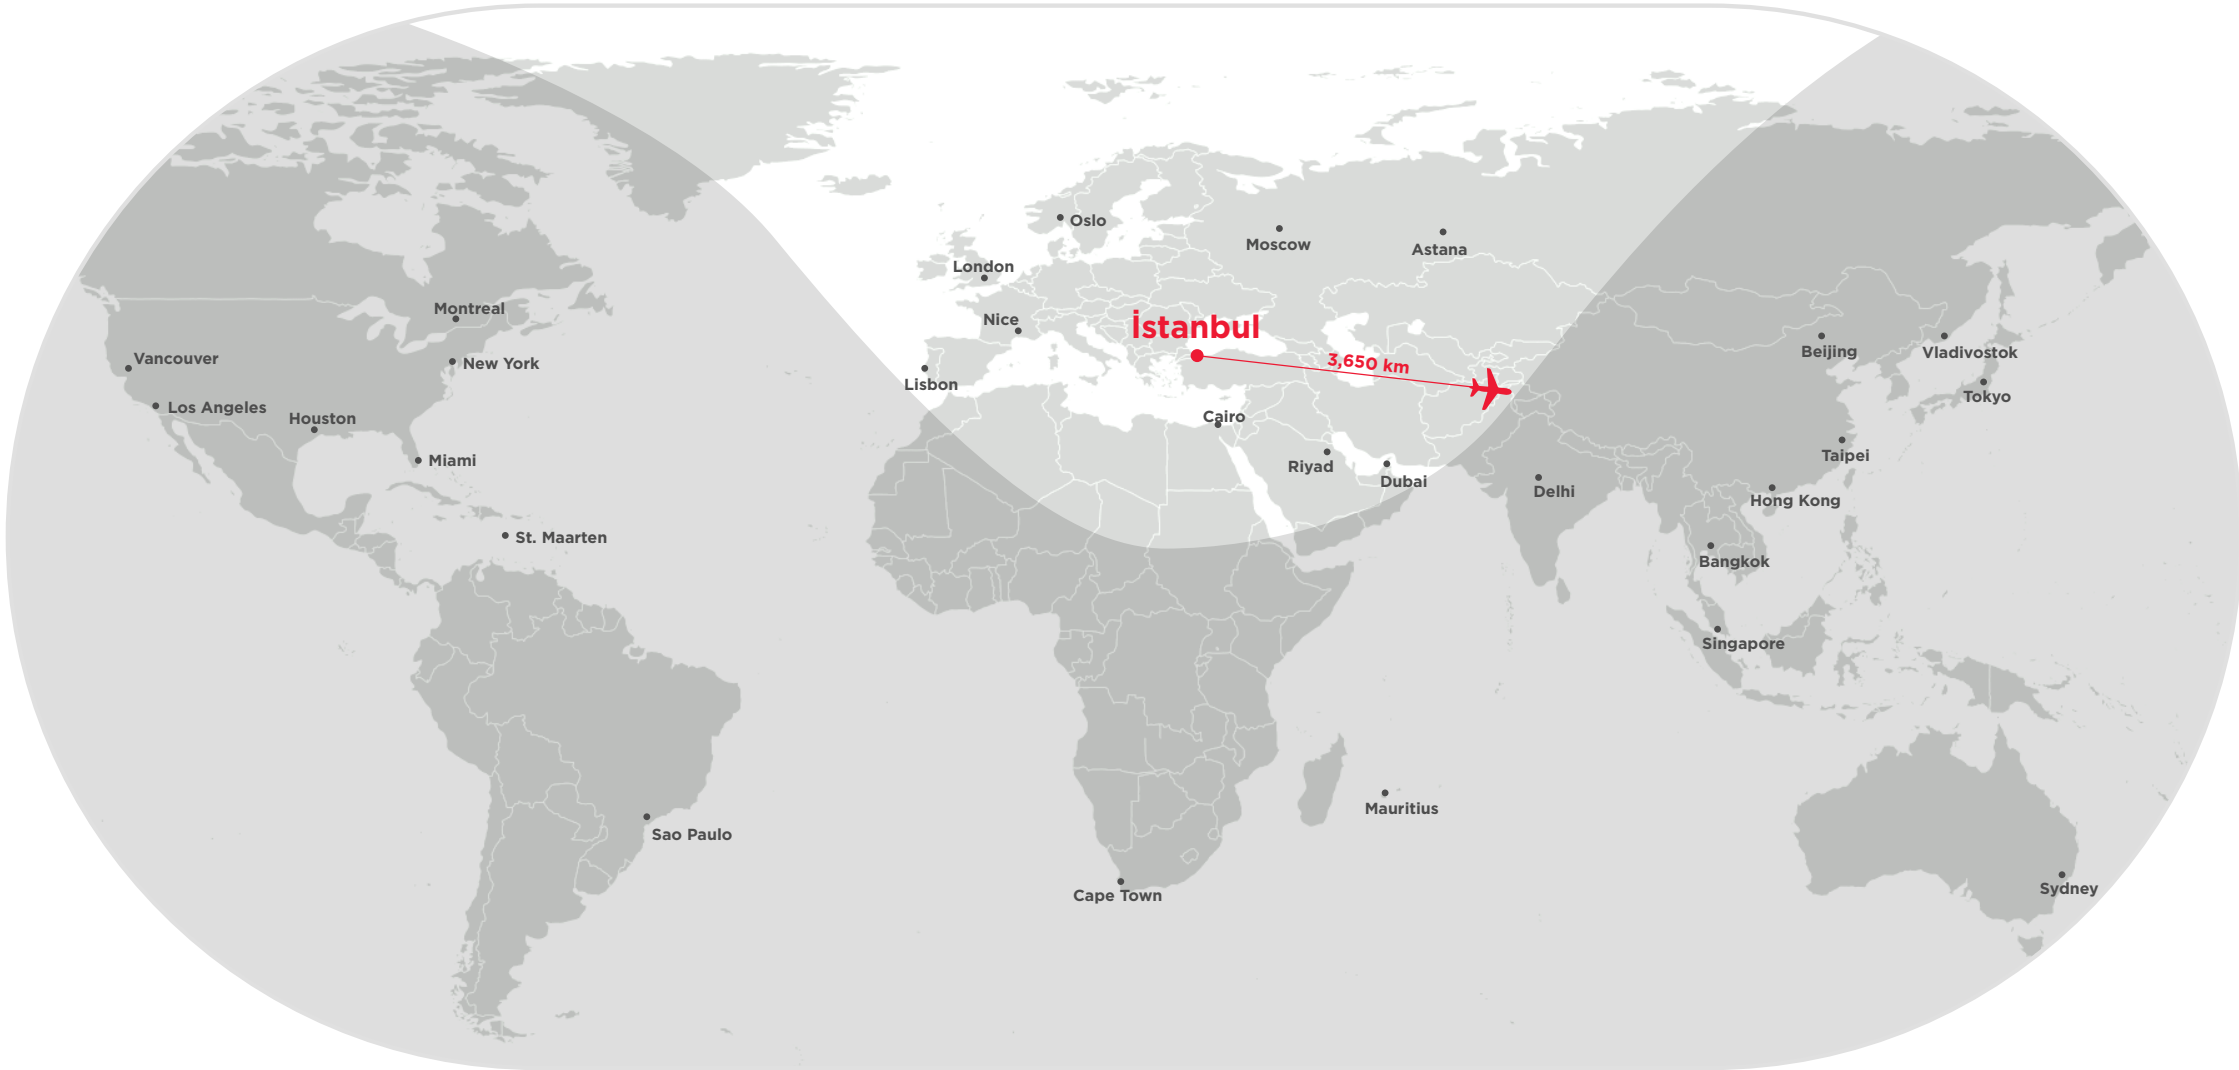 Oslo
Moscow
Astana
London
Montreal
Nice
İstanbul
Vancouver
New York
3,650 km
Beijing
Vladivostok
Lisbon
Tokyo
Los Angeles
Houston
Cairo
Miami
Riyad
Dubai
Taipei
Delhi
Hong Kong
St. Maarten
Bangkok
Singapore
Mauritius
Sao Paulo
Cape Town
Sydney